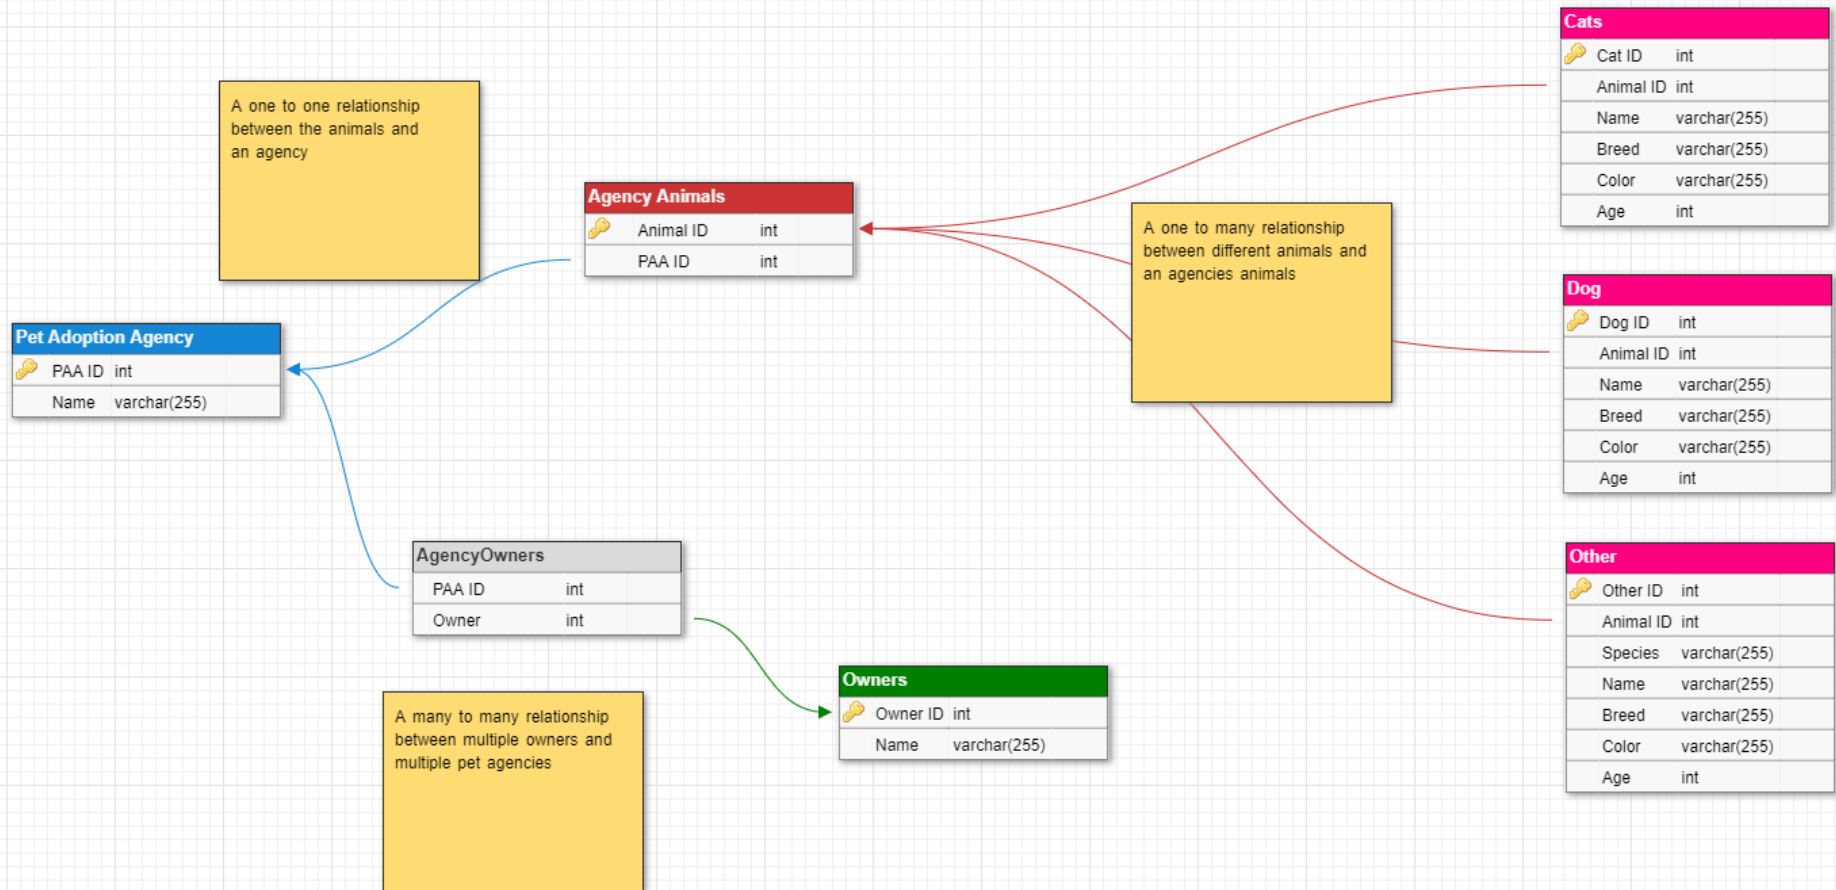 A one to one relationship
between the animals and
an agency
Pet Adoption Agency
PAA ID int
Name varchar(255)
Agency Animals
Animal ID int
PAA ID int
A one to many relationship
between different animals and
an agencies animals
Cats
Cat ID int
Animal ID int
Name varchar(255)
Breed varchar(255)
Color varchar(255)
Age int
Dog
Dog ID int
Animal ID int
Name varchar(255)
Breed varchar(255)
Color varchar(255)
Age int
Other
Other ID int
Animal ID int
Species varchar(255)
Name varchar(255)
Breed varchar(255)
Color varchar(255)
Age int
AgencyOwners
PAA ID int
Owner int
Owners
Owner ID int
Name varchar(255)
A many to many relationship
between multiple owners and
multiple pet agencies